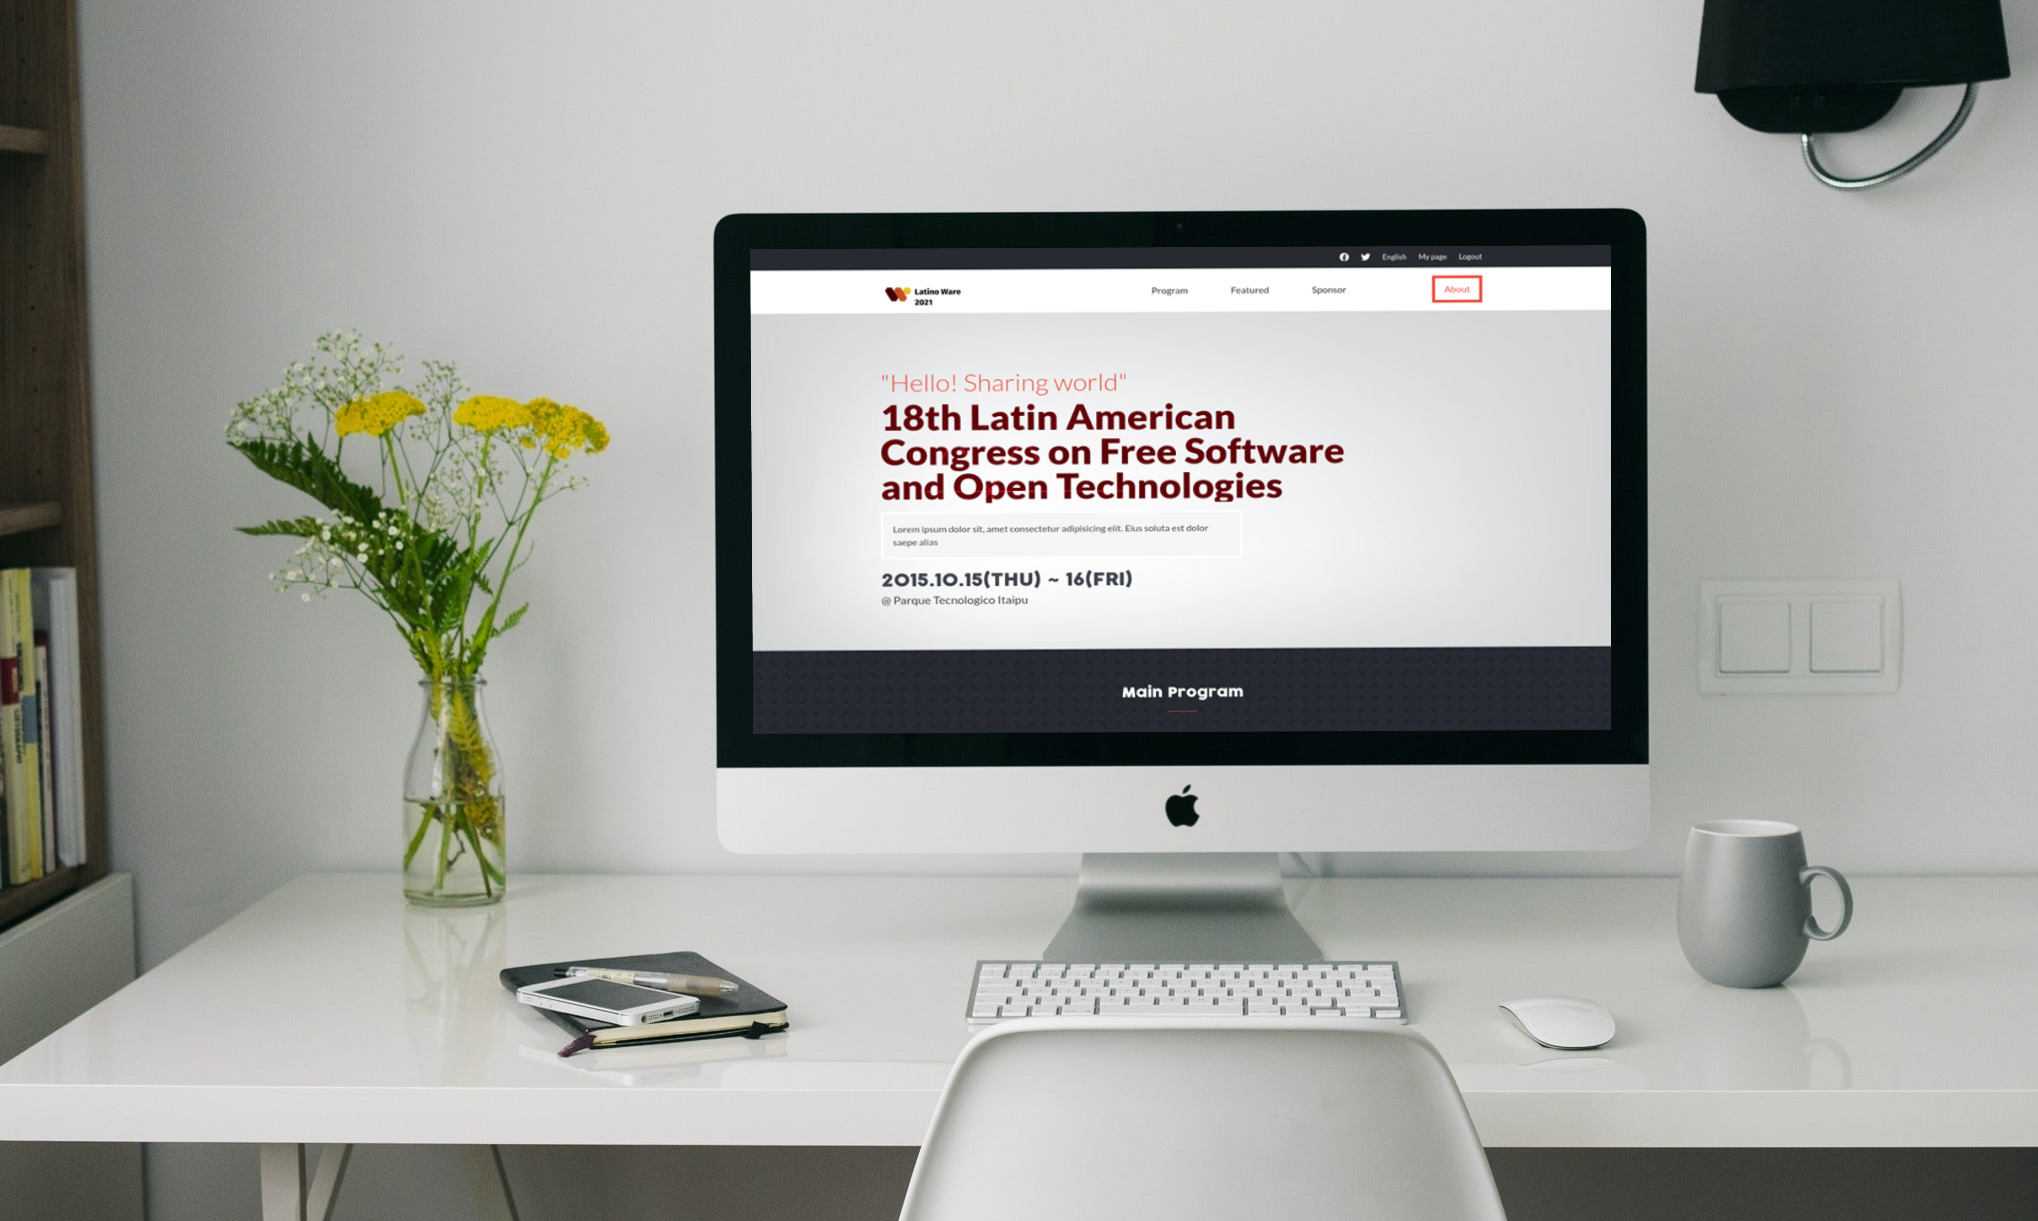 English My page Logout
Latino Ware
2021
Program Featured Sponsor About
"Hello! Sharing world"
18th Latin American
Congress on Free Software
and Open Technologies
Lorem ipsum dolor sit, amet consectetur adipisicing elit. Eius soluta est dolor
saepe alias
2015.10.15(THU) ~ 16(FRI)
@ Parque Tecnologico Itaipu
Main Program